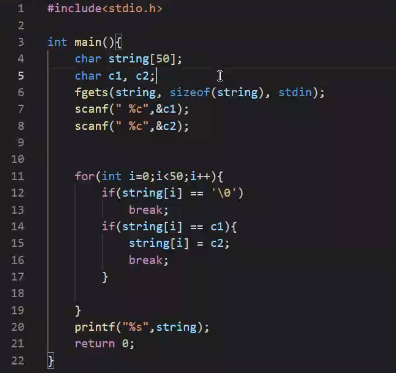 1 #include<stdio.h>
2
3 int main(){
4     char string[50];
5     char c1, c2;
6     fgets(string, sizeof(string), stdin);
7     scanf(" %c",&c1);
8     scanf(" %c",&c2);
9
10
11     for(int i=0;i<50;i++){
12         if(string[i] == '\0')
13             break;
14         if(string[i] == c1){
15             string[i] = c2;
16             break;
17         }
18
19     }
20     printf("%s",string);
21     return 0;
22 }